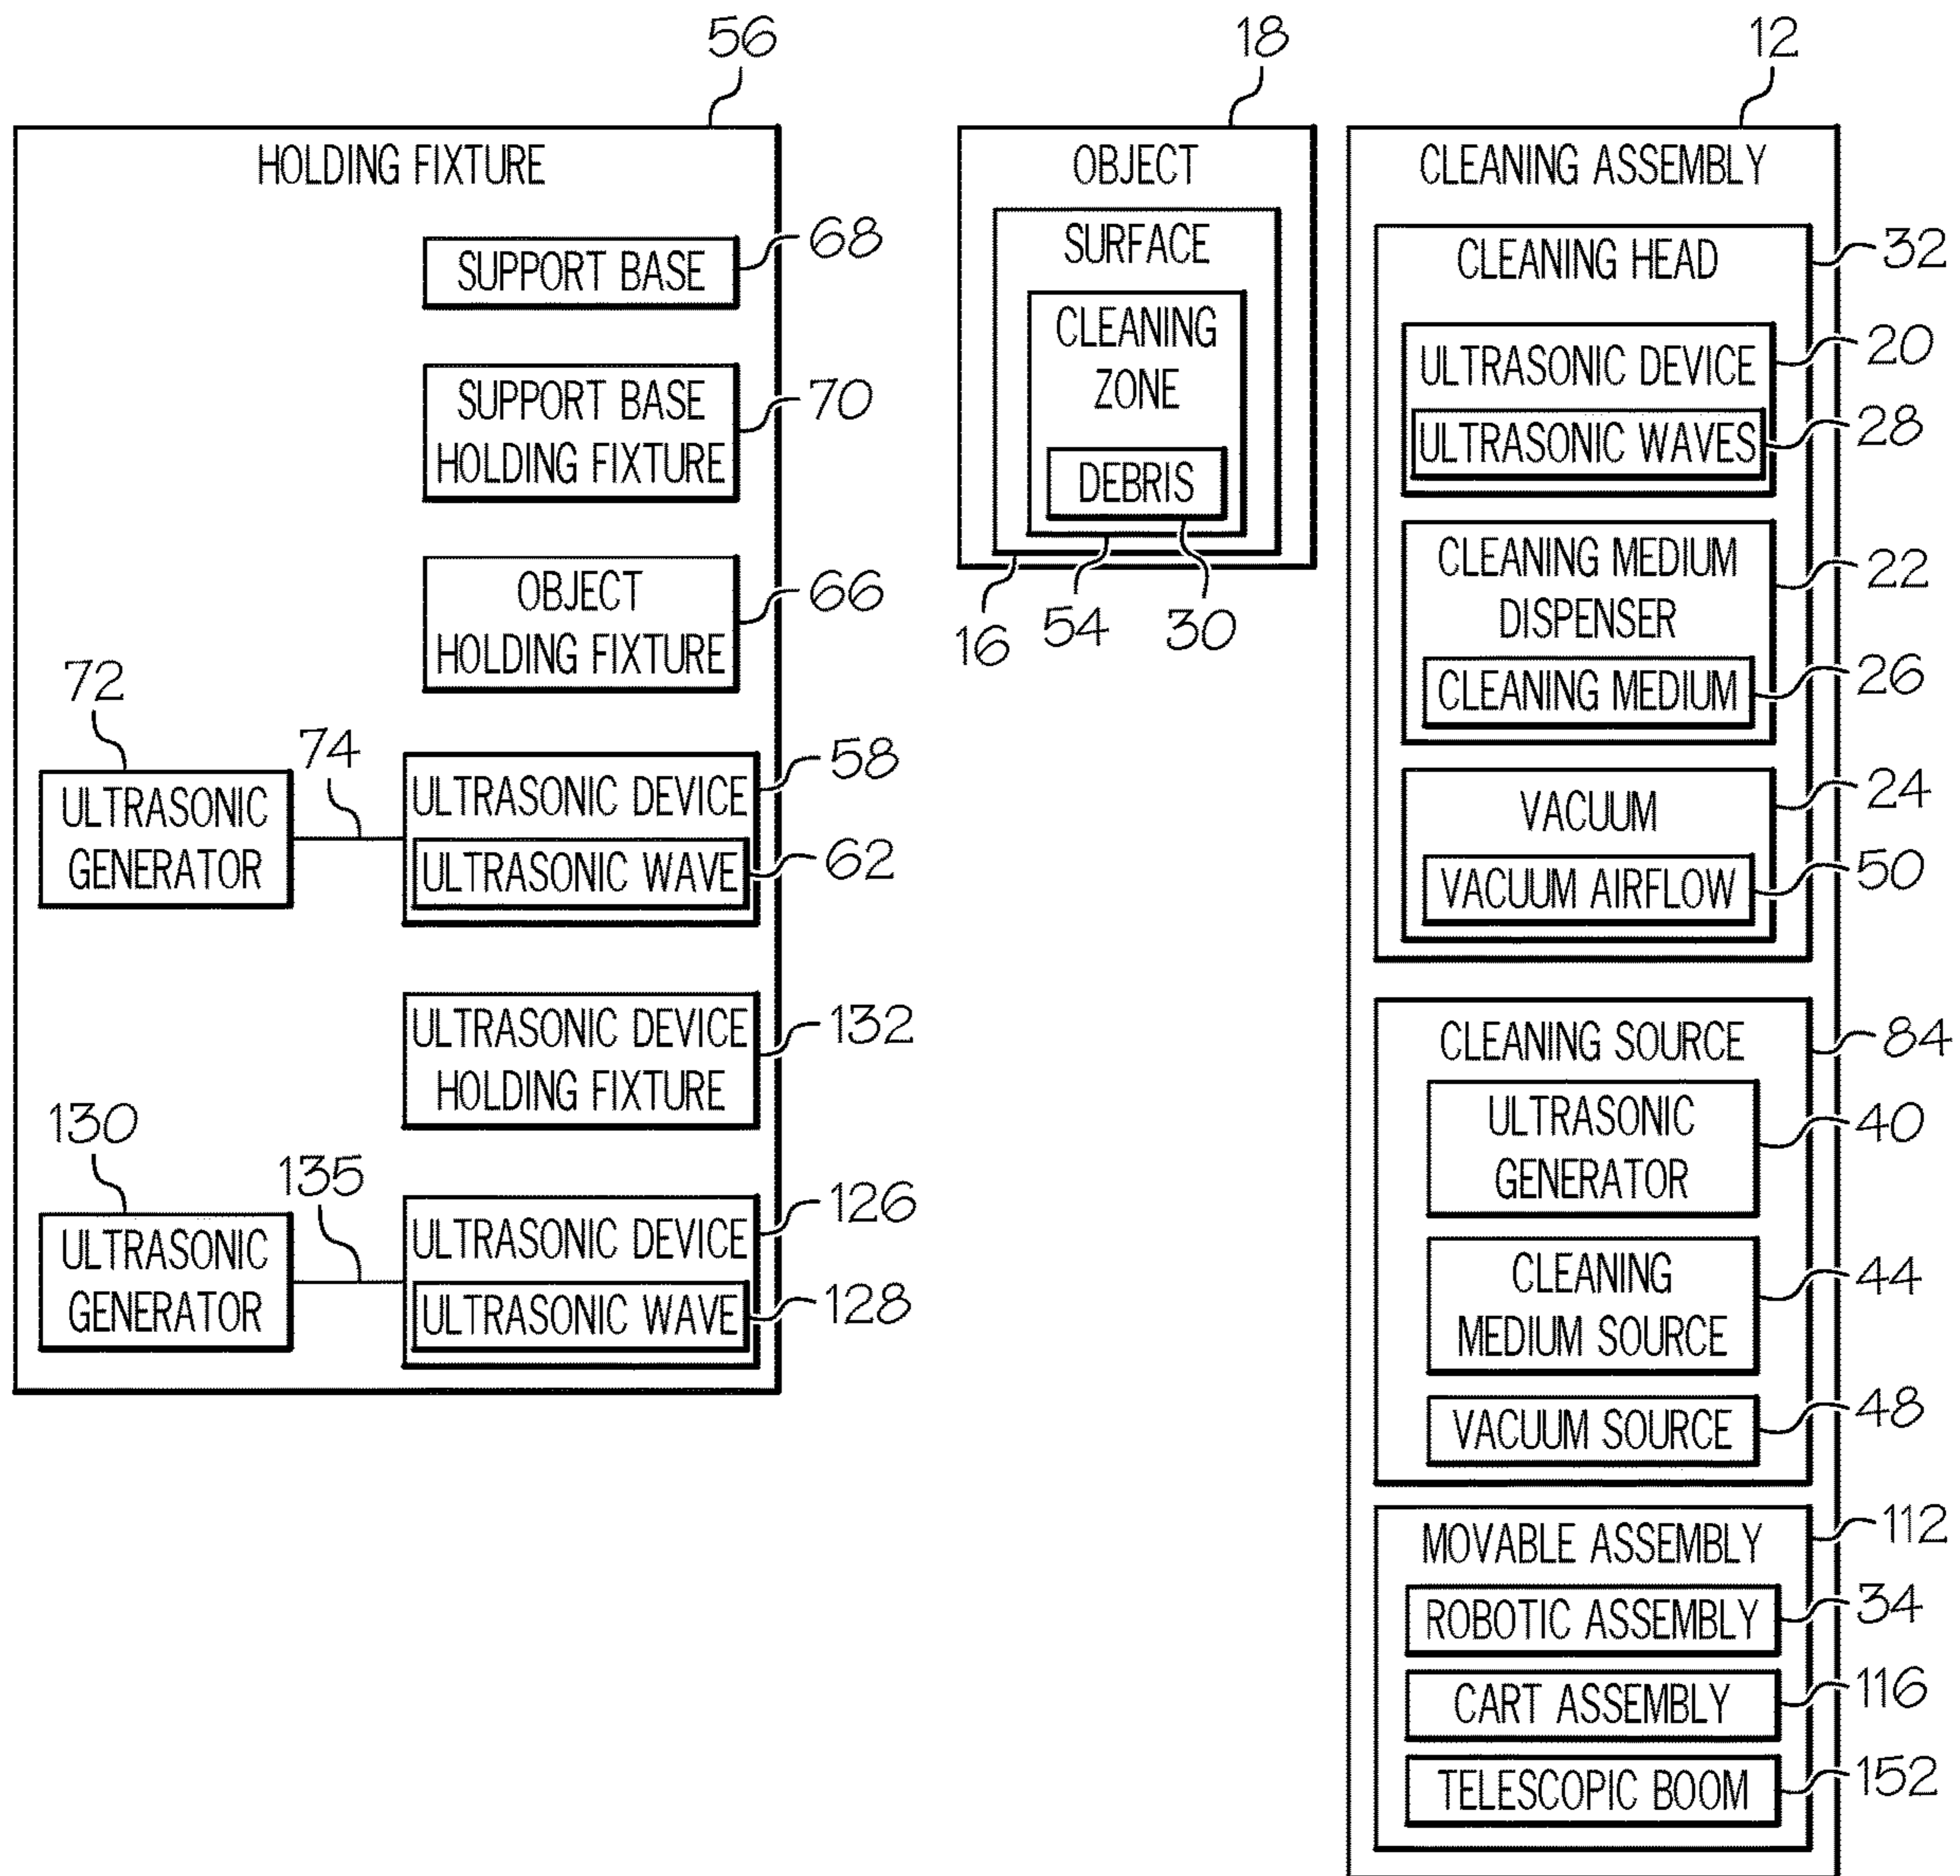 56
HOLDING FIXTURE
SUPPORT BASE
68
SUPPORT BASE
HOLDING FIXTURE
70
OBJECT
HOLDING FIXTURE
66
72
ULTRASONIC
GENERATOR
74
ULTRASONIC DEVICE
58
ULTRASONIC WAVE
62
ULTRASONIC DEVICE
HOLDING FIXTURE
132
130
ULTRASONIC
GENERATOR
135
ULTRASONIC DEVICE
126
ULTRASONIC WAVE
128
18
OBJECT
SURFACE
CLEANING
ZONE
DEBRIS
16
54
30
12
CLEANING ASSEMBLY
CLEANING HEAD
32
ULTRASONIC DEVICE
20
ULTRASONIC WAVES
28
CLEANING MEDIUM
DISPENSER
22
CLEANING MEDIUM
26
VACUUM
24
VACUUM AIRFLOW
50
CLEANING SOURCE
84
ULTRASONIC
GENERATOR
40
CLEANING
MEDIUM SOURCE
44
VACUUM SOURCE
48
MOVABLE ASSEMBLY
112
ROBOTIC ASSEMBLY
34
CART ASSEMBLY
116
TELESCOPIC BOOM
152